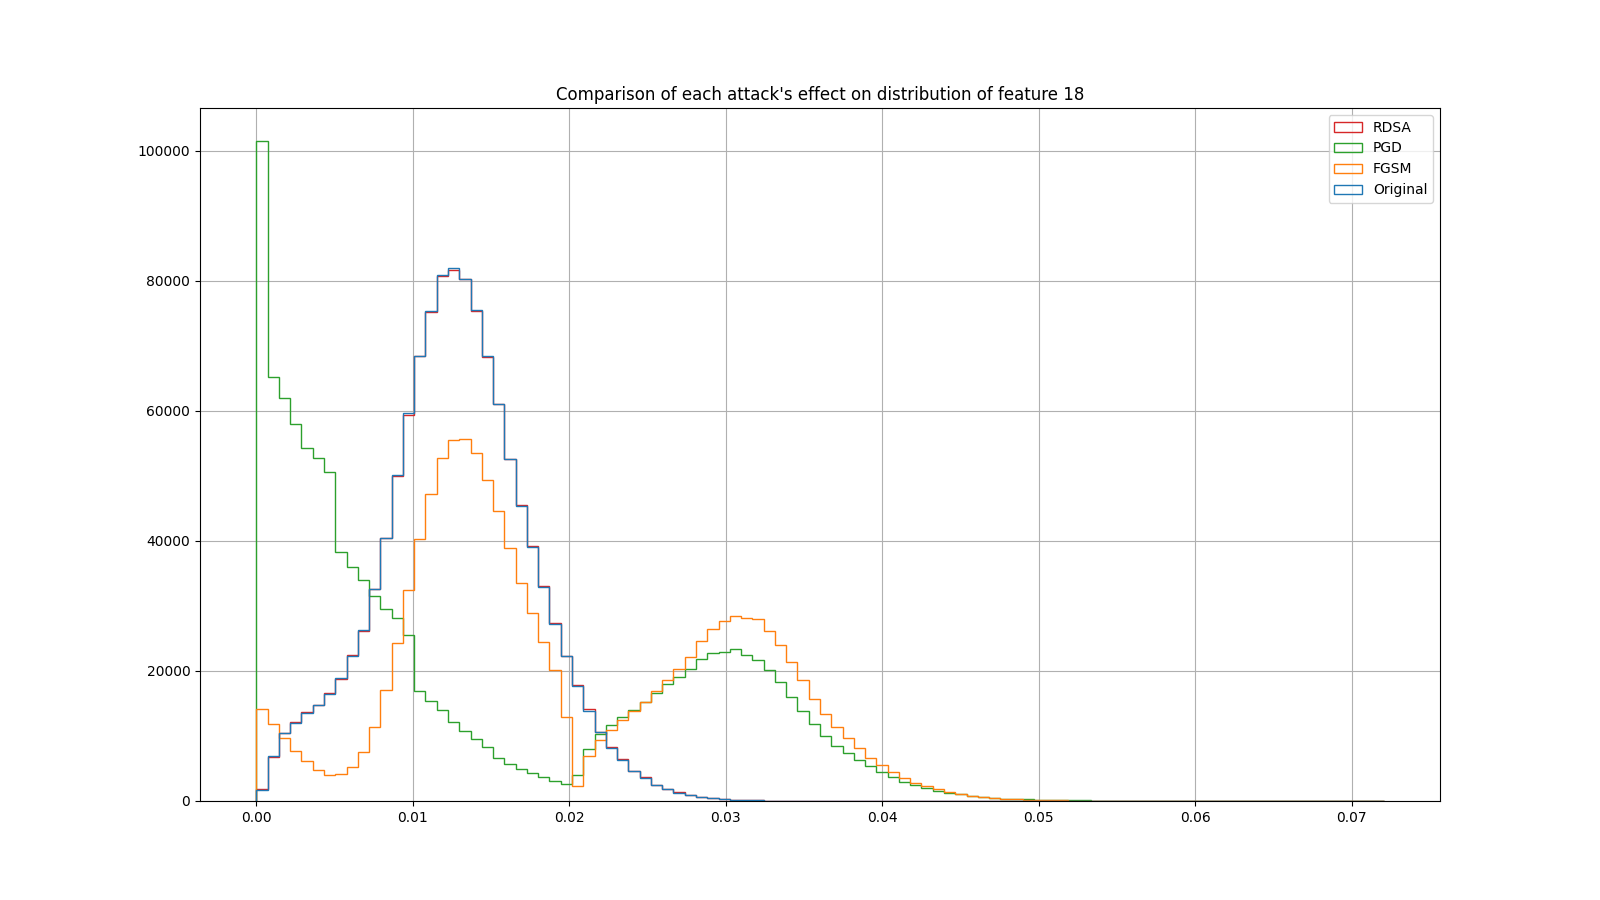 Comparison of each attack's effect on distribution of feature 18
RDSA
PGD
FGSM
Original
100000
80000
60000
40000
20000
0
0.00 0.01 0.02 0.03 0.04 0.05 0.06 0.07